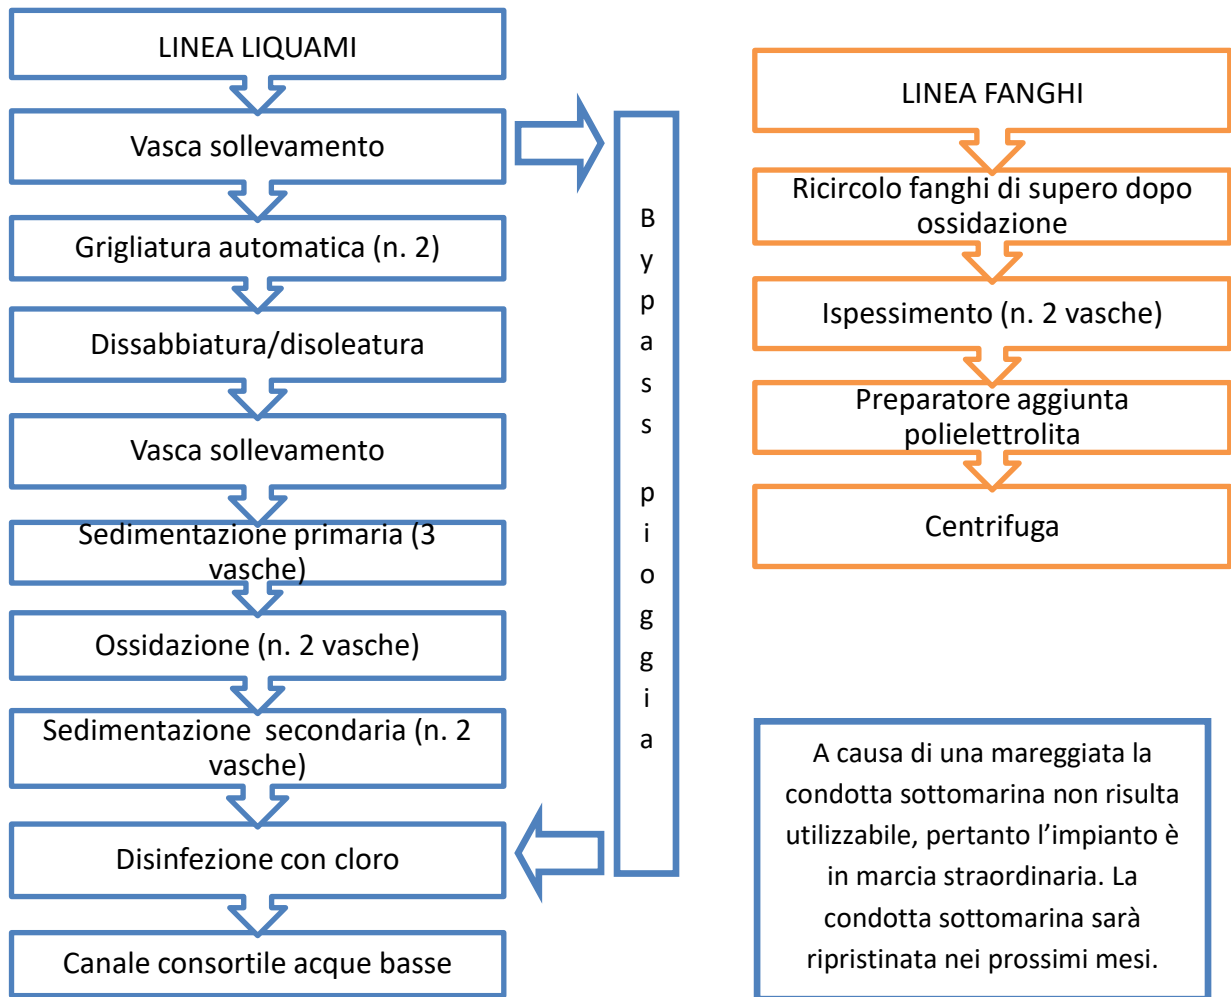 LINEA LIQUAMI
Vasca sollevamento
Grigliatura automatica (n. 2)
Dissabbiatura/disoleatura
Vasca sollevamento
Sedimentazione primaria (3
vasche)
Ossidazione (n. 2 vasche)
Sedimentazione  secondaria (n. 2
vasche)
Disinfezione con cloro
Canale consortile acque basse
B
y
p
a
s
s
p
i
o
g
g
i
a
LINEA FANGHI
Ricircolo fanghi di supero dopo
ossidazione
Ispessimento (n. 2 vasche)
Preparatore aggiunta
polielettrolita
Centrifuga
A causa di una mareggiata la
condotta sottomarina non risulta
utilizzabile, pertanto l’impianto è
in marcia straordinaria. La
condotta sottomarina sarà
ripristinata nei prossimi mesi.